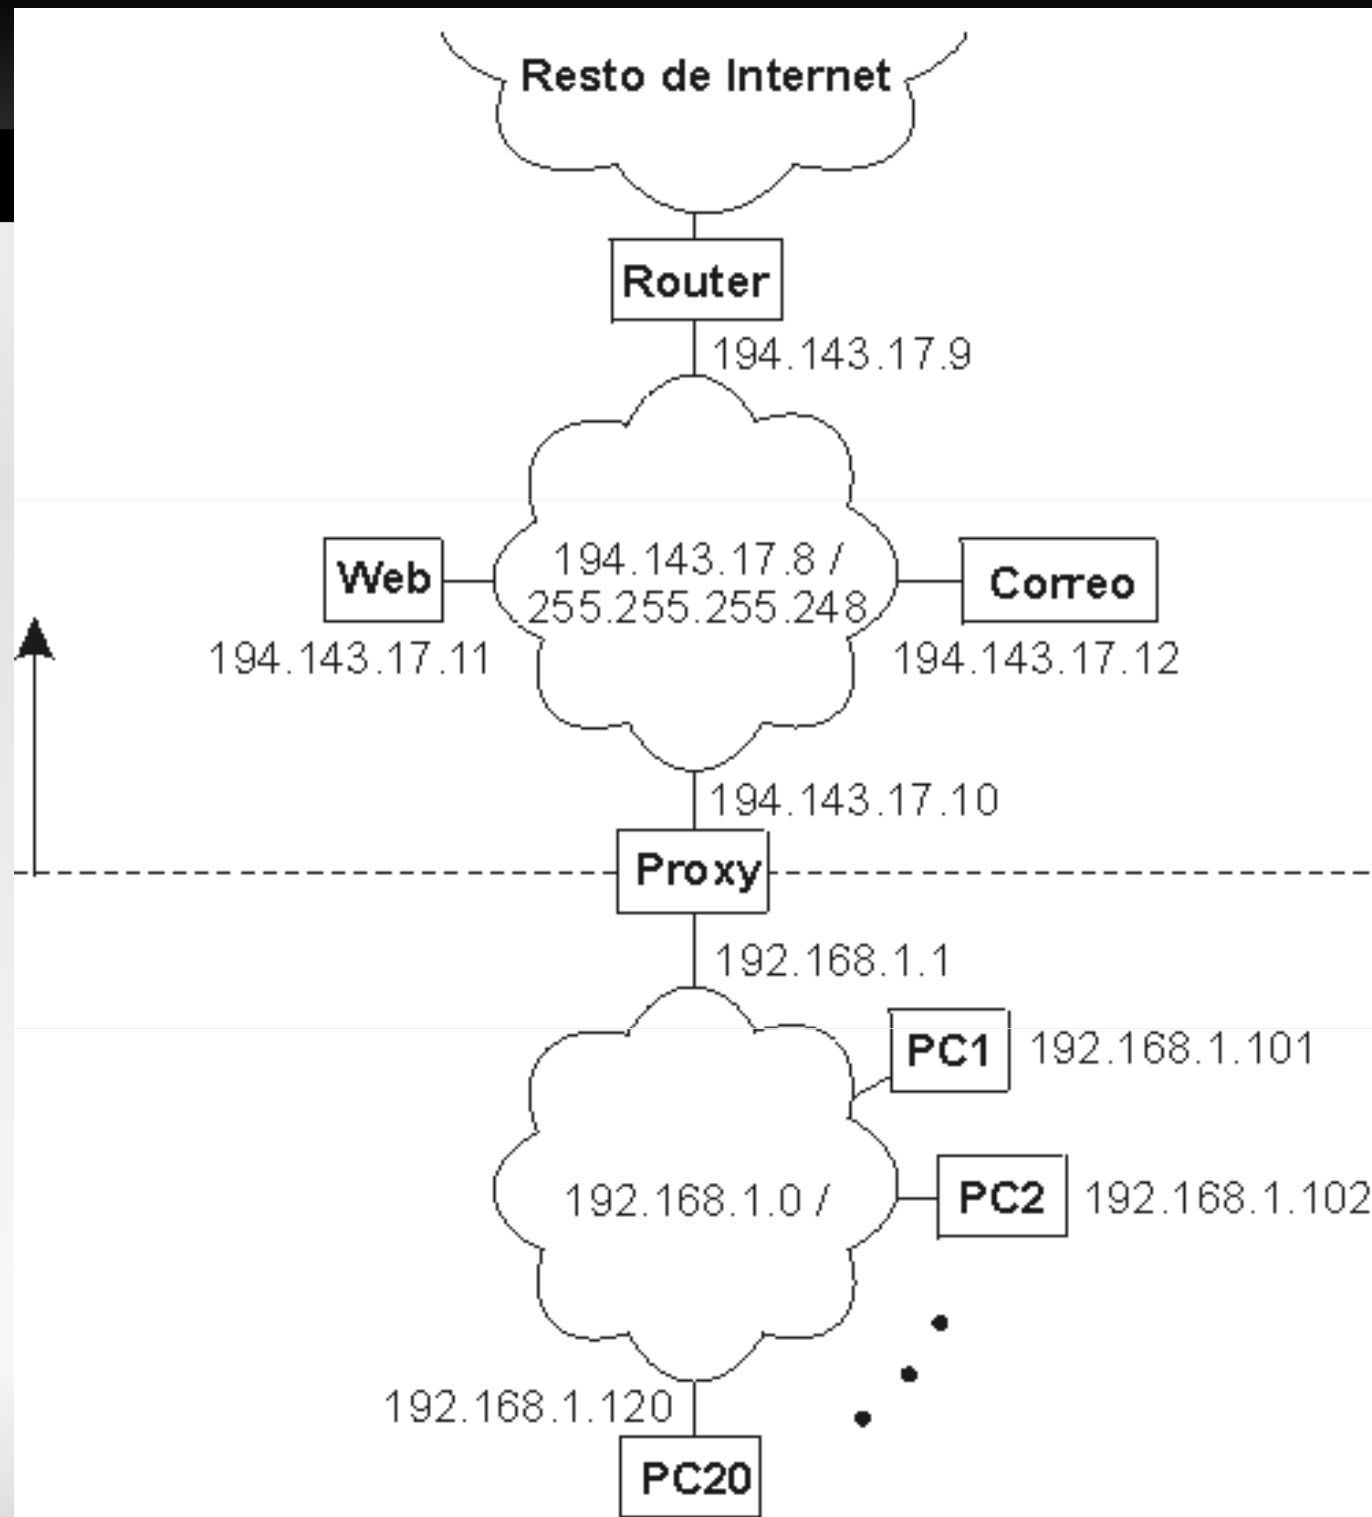 Resto de Internet
Router
194.143.17.9
194.143.17.8 /
255.255.255.248
Web
194.143.17.11
Correo
194.143.17.12
194.143.17.10
Proxy
192.168.1.1
PC1
192.168.1.101
192.168.1.0 /
PC2
192.168.1.102
192.168.1.120
PC20